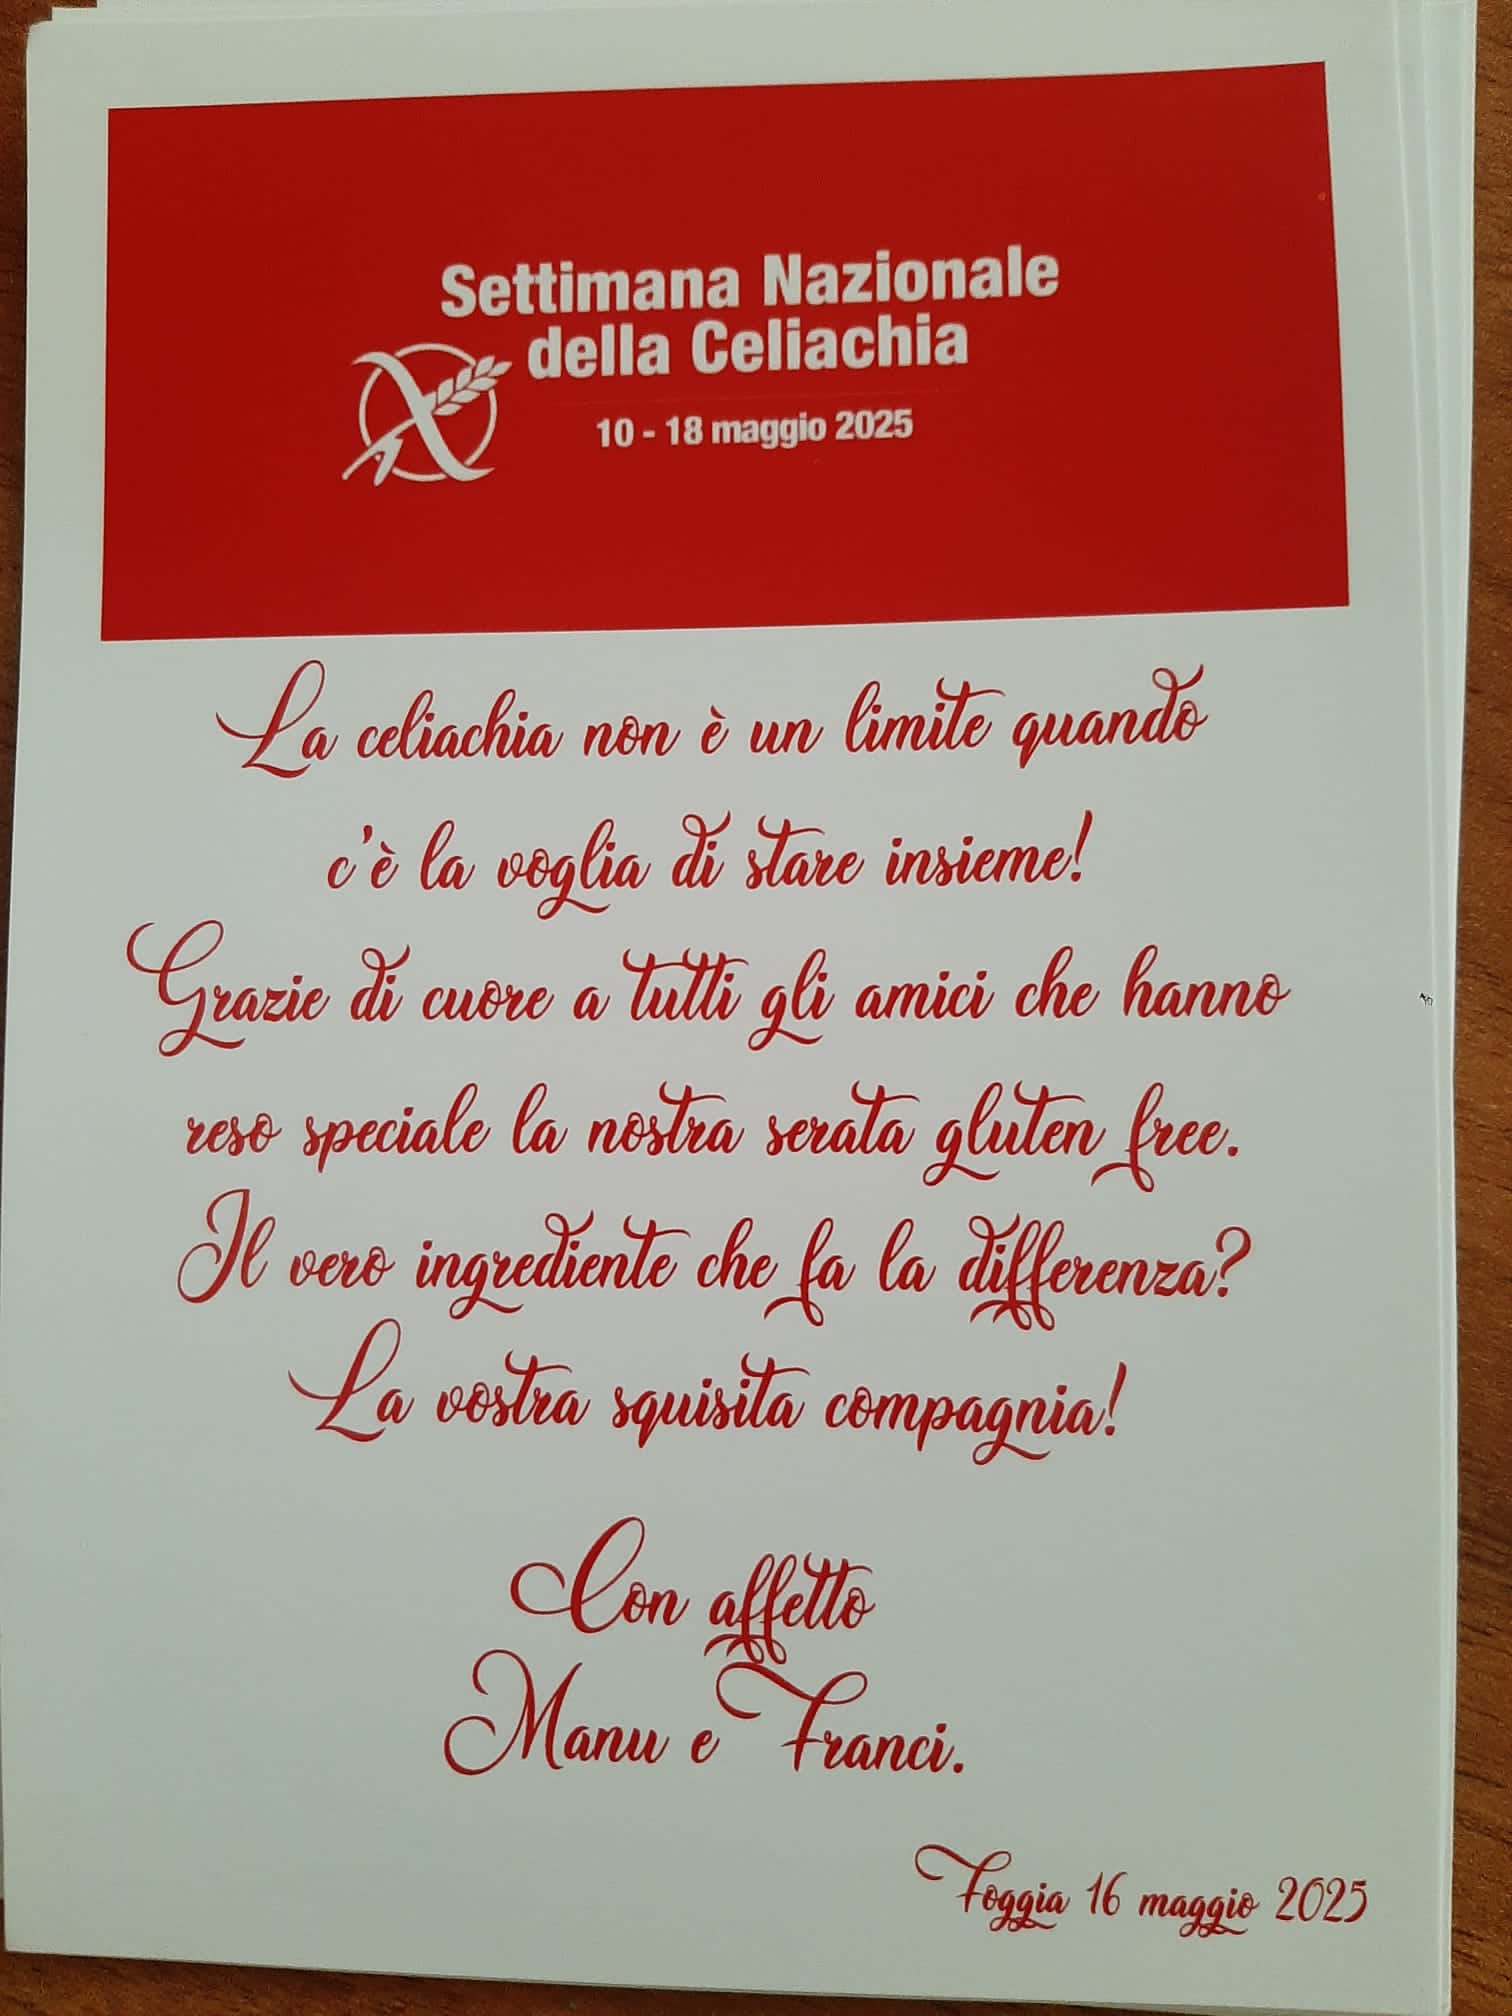 Settimana Nazionale
della Celiachia
10 - 18 maggio 2025
La celiachia non è un limite quando
c'è la voglia di stare insieme!
Grazie di cuore a tutti gli amici che hanno
reso speciale la nostra serata gluten free.
Il vero ingrediente che fa la differenza?
La vostra squisita compagnia!
Con affetto
Manu e Franci.
Foggia 16 maggio 2025